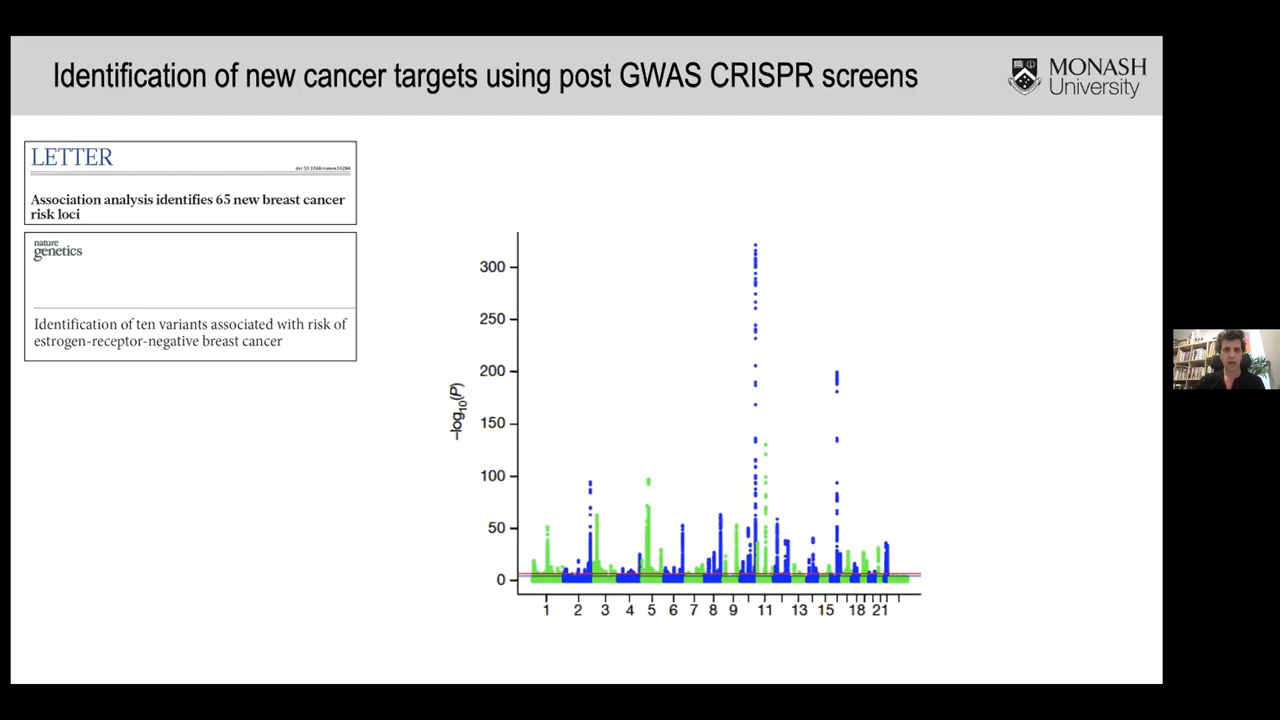 Identification of new cancer targets using post GWAS CRISPR screens
MONASH
University
LETTER
Association analysis identifies 65 new breast cancer
risk loci
nature
genetics
Identification of ten variants associated with risk of
estrogen-receptor-negative breast cancer
–log10(P)
300
250
200
150
100
50
0
1 2 3 4 5 6 7 8 9 11 13 15 18 21